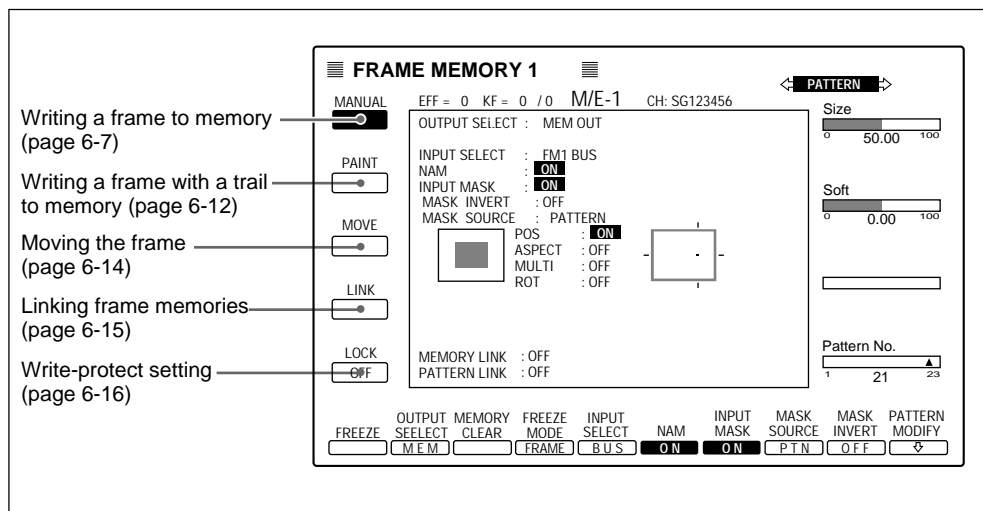 FRAME MEMORY 1
PATTERN
MANUAL
EFF = 0 KF = 0 / 0 M/E-1 CH: SG123456
Writing a frame to memory
(page 6-7)
OUTPUT SELECT : MEM OUT
INPUT SELECT : FM1 BUS
NAM : ON
INPUT MASK : ON
MASK INVERT : OFF
MASK SOURCE : PATTERN
POS : ON
ASPECT : OFF
MULTI : OFF
ROT : OFF
MEMORY LINK : OFF
PATTERN LINK : OFF
Size
0 50.00 100
Soft
0 0.00 100
Pattern No.
1 21 23
PAINT
Writing a frame with a trail
to memory (page 6-12)
MOVE
Moving the frame
(page 6-14)
LINK
Linking frame memories
(page 6-15)
LOCK
OFF
Write-protect setting
(page 6-16)
FREEZE
OUTPUT
SEELECT
MEM
MEMORY
CLEAR
FREEZE
MODE
FRAME
INPUT
SELECT
BUS
NAM
ON
INPUT
MASK
ON
MASK
SOURCE
PTN
MASK
INVERT
OFF
PATTERN
MODIFY